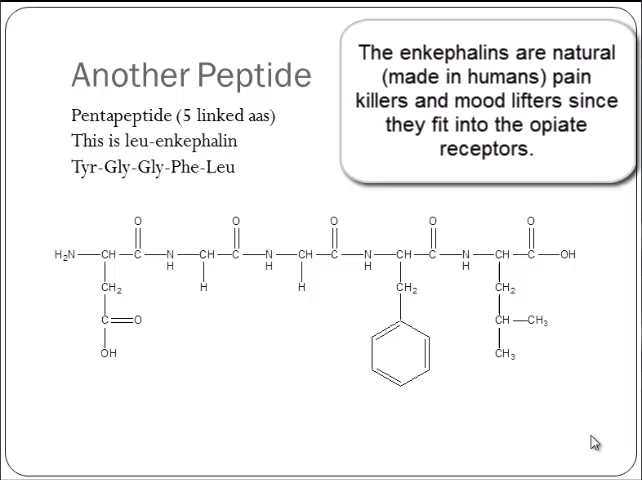 Another Peptide
Pentapeptide (5 linked aas)
This is leu-enkephalin
Tyr-Gly-Gly-Phe-Leu
The enkephalins are natural
(made in humans) pain
killers and mood lifters since
they fit into the opiate
receptors.
O O O O O
H₂N CH C N CH C N CH C N CH C N CH C OH
H H H H
CH₂ H H CH₂ CH₂
C O CH CH₃
OH CH₃